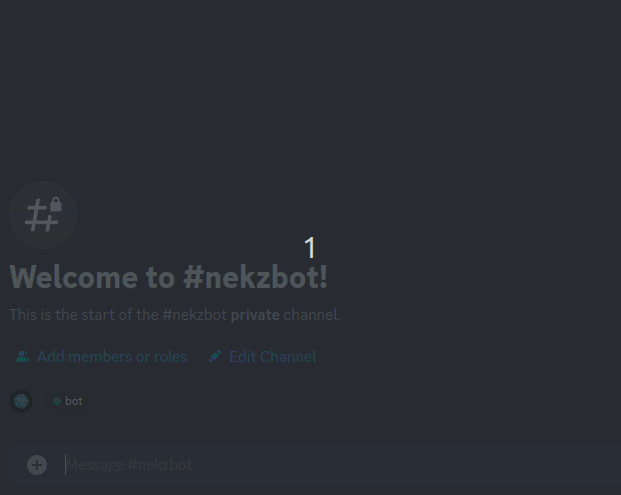 1
Welcome to #nekzbot!
This is the start of the #nekzbot private channel.
Add members or roles Edit Channel
bot
Message #nekzbot